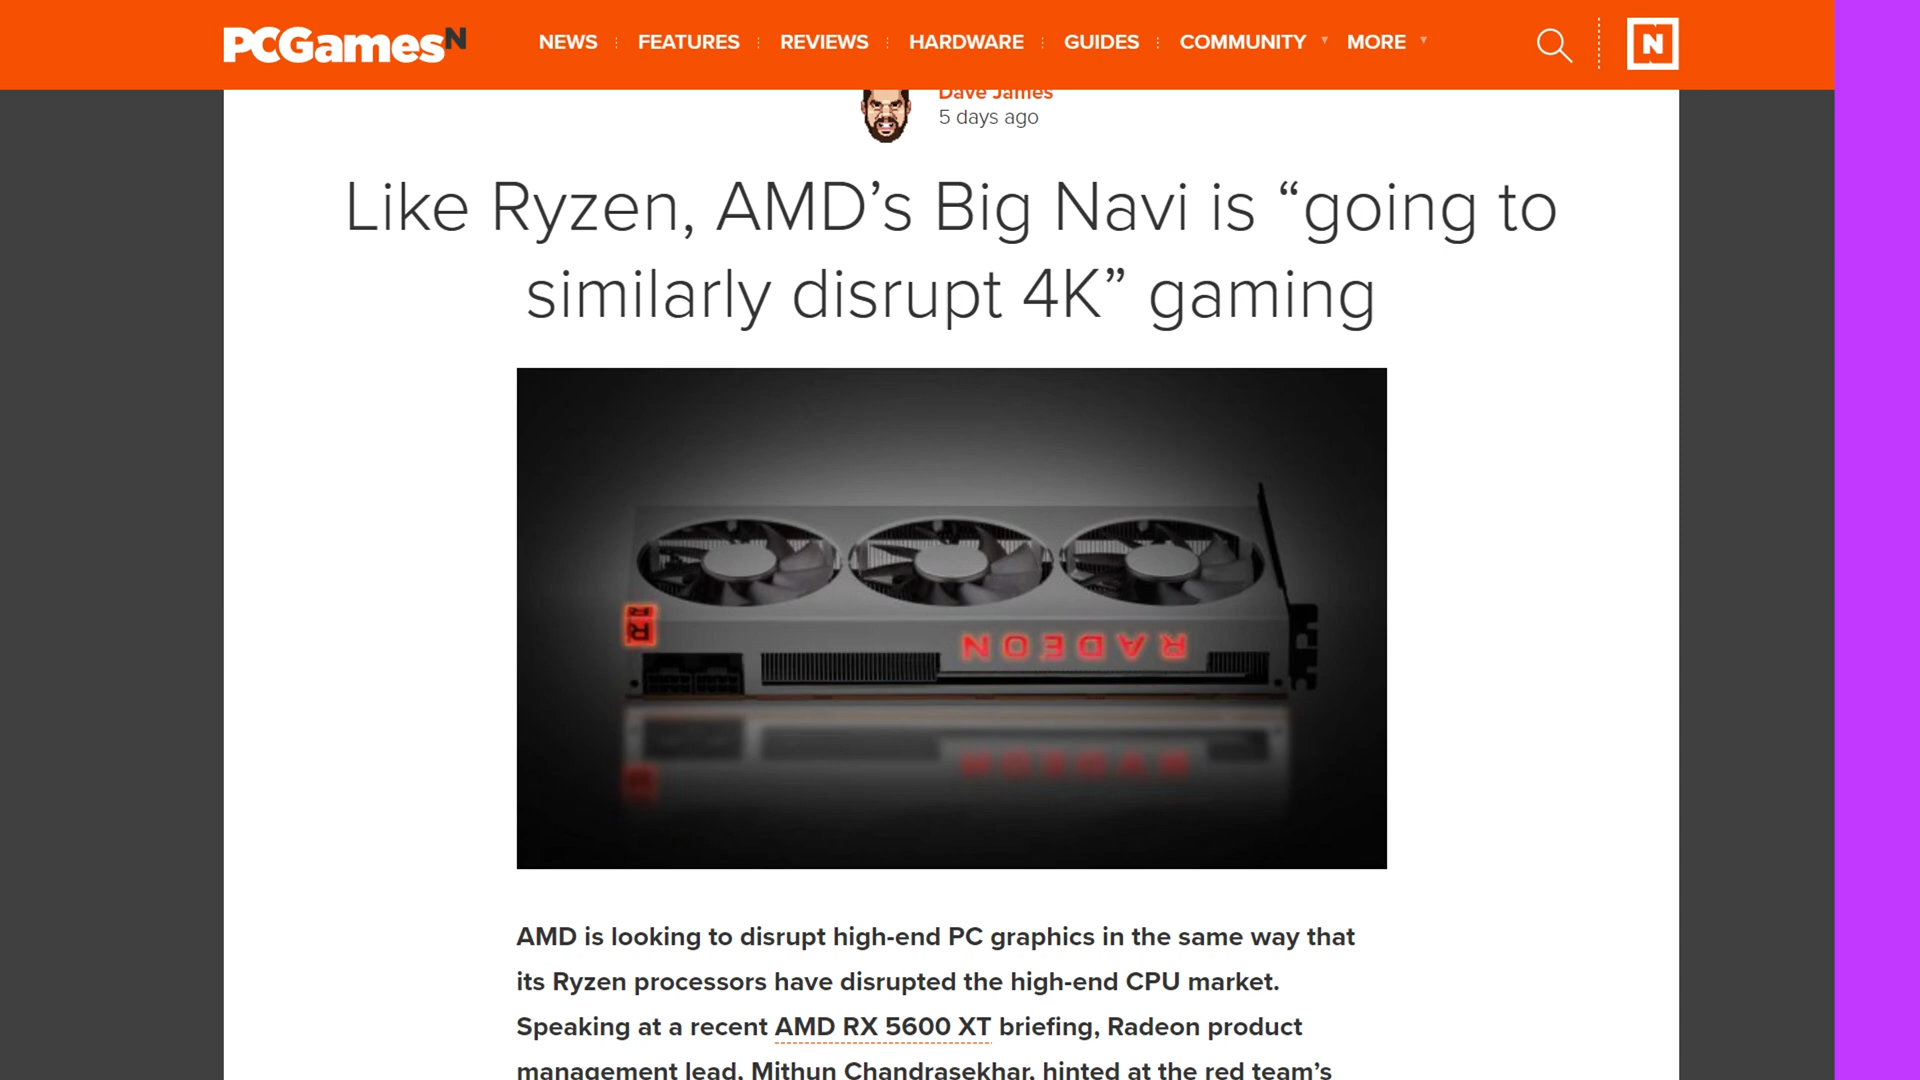 PCGamesN
NEWS FEATURES REVIEWS HARDWARE GUIDES COMMUNITY MORE
N
Dave James
5 days ago
Like Ryzen, AMD’s Big Navi is “going to
similarly disrupt 4K” gaming
RADEON
R
AMD is looking to disrupt high-end PC graphics in the same way that
its Ryzen processors have disrupted the high-end CPU market.
Speaking at a recent AMD RX 5600 XT briefing, Radeon product
management lead, Mithun Chandrasekhar, hinted at the red team’s